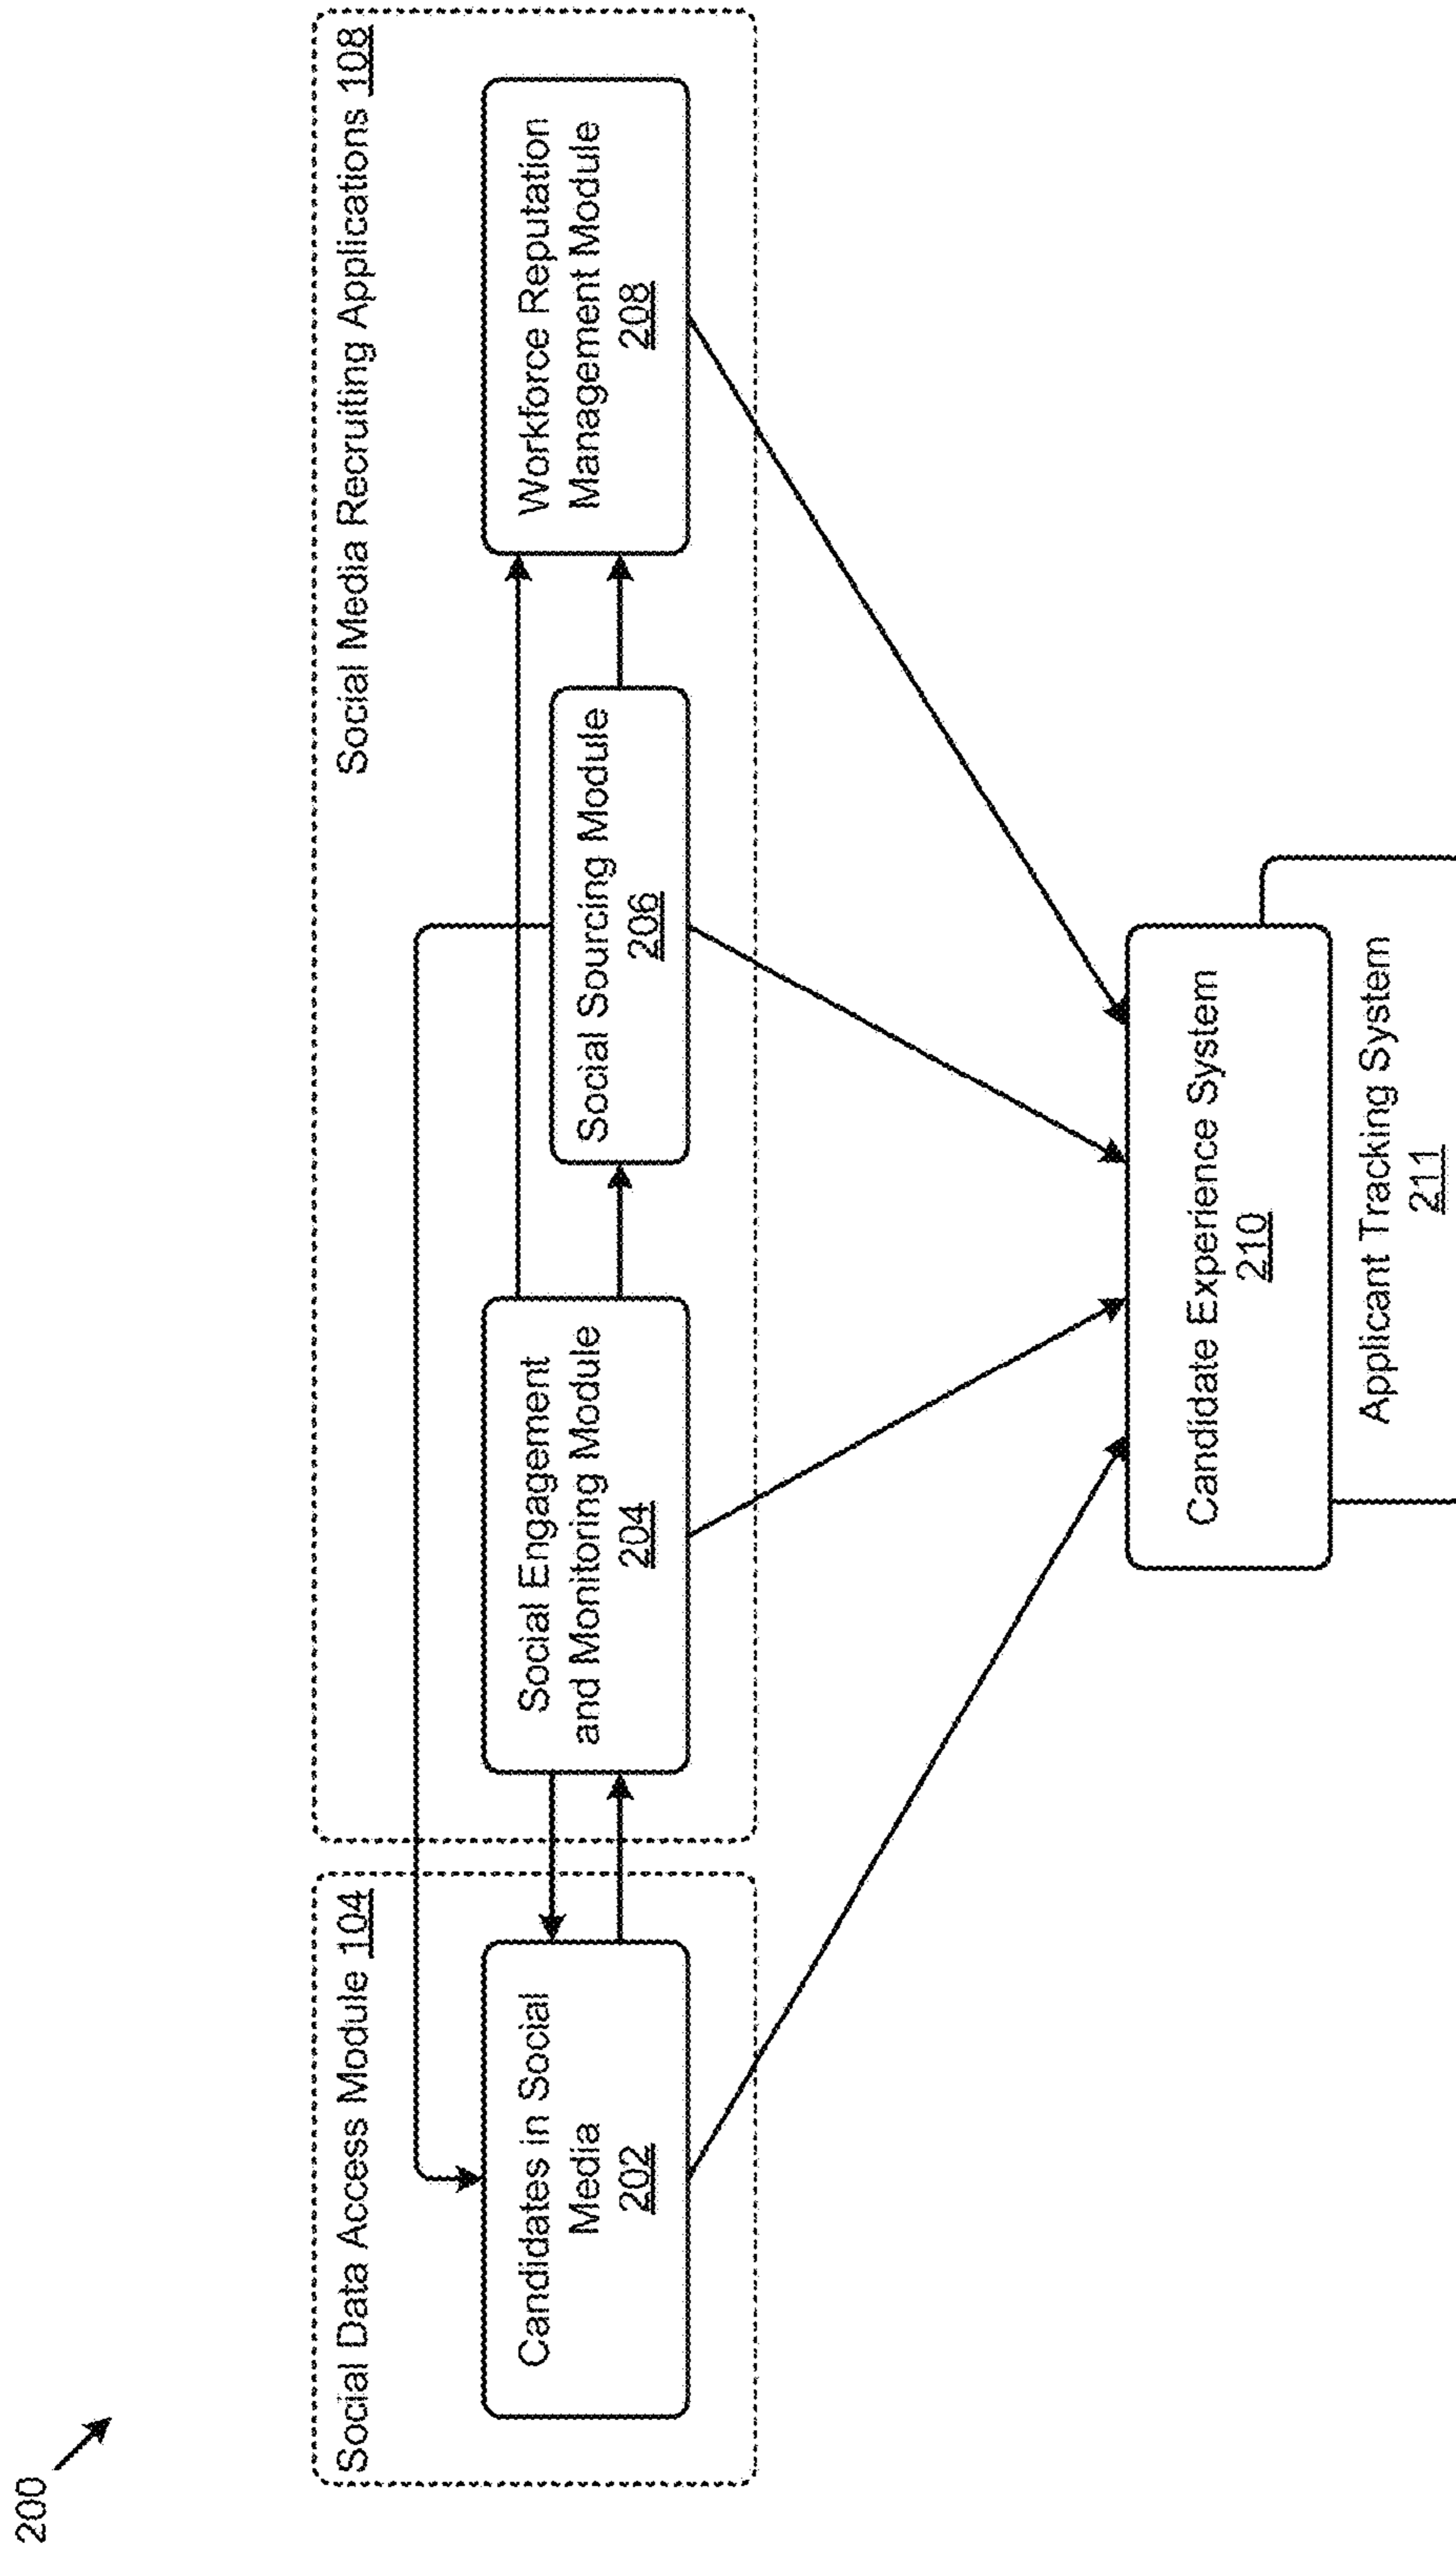 200
Social Data Access Module 104
Candidates in Social
Media
202
Social Media Recruiting Applications 108
Social Engagement
and Monitoring Module
204
Social Sourcing Module
206
Workforce Reputation
Management Module
208
Candidate Experience System
210
Applicant Tracking System
211